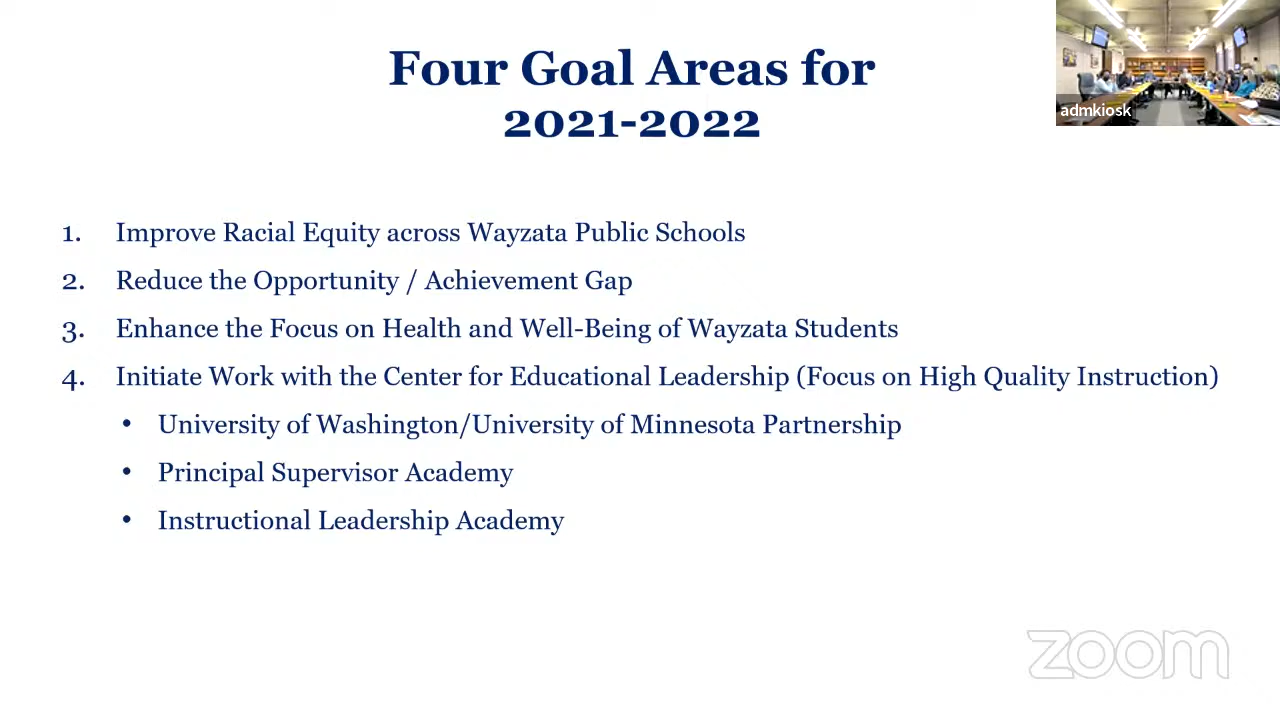 Four Goal Areas for
2021-2022
admkiosk
1. Improve Racial Equity across Wayzata Public Schools
2. Reduce the Opportunity / Achievement Gap
3. Enhance the Focus on Health and Well-Being of Wayzata Students
4. Initiate Work with the Center for Educational Leadership (Focus on High Quality Instruction)
• University of Washington/University of Minnesota Partnership
• Principal Supervisor Academy
• Instructional Leadership Academy
zoom